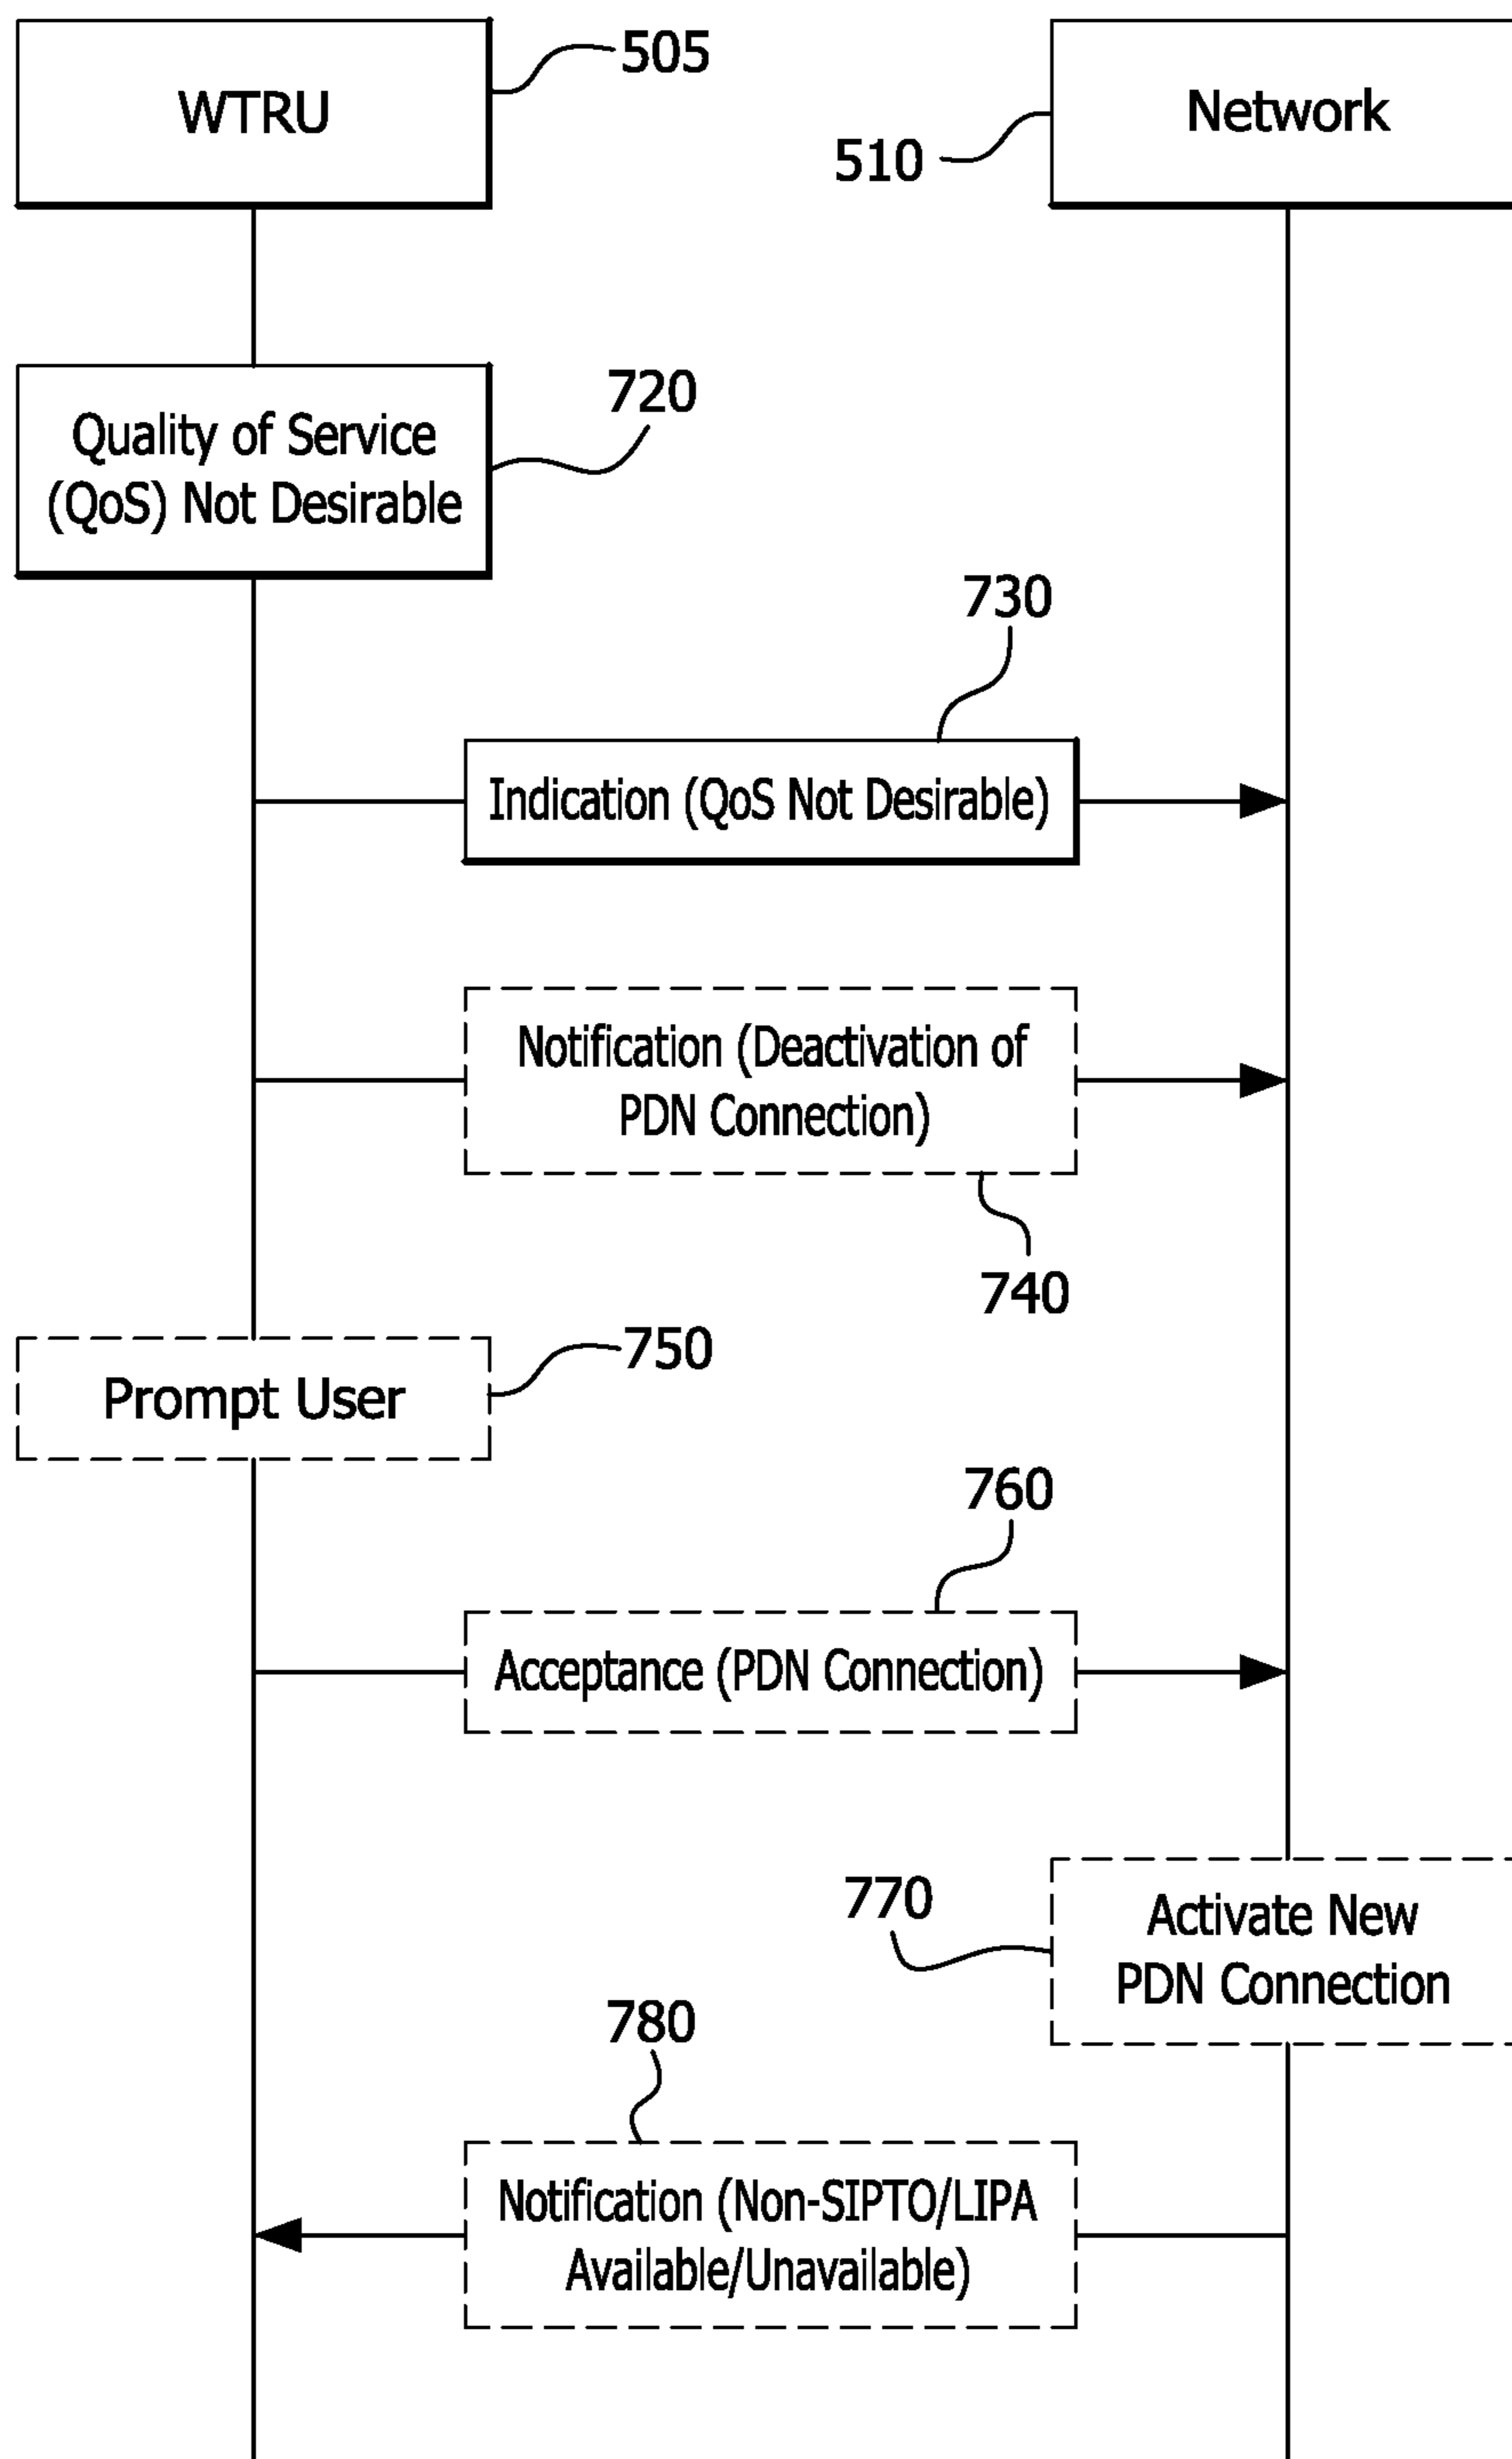 WTRU
505
Network
510
Quality of Service
(QoS) Not Desirable
720
730
Indication (QoS Not Desirable)
Notification (Deactivation of
PDN Connection)
740
Prompt User
750
760
Acceptance (PDN Connection)
770
Activate New
PDN Connection
780
Notification (Non-SIPTO/LIPA
Available/Unavailable)